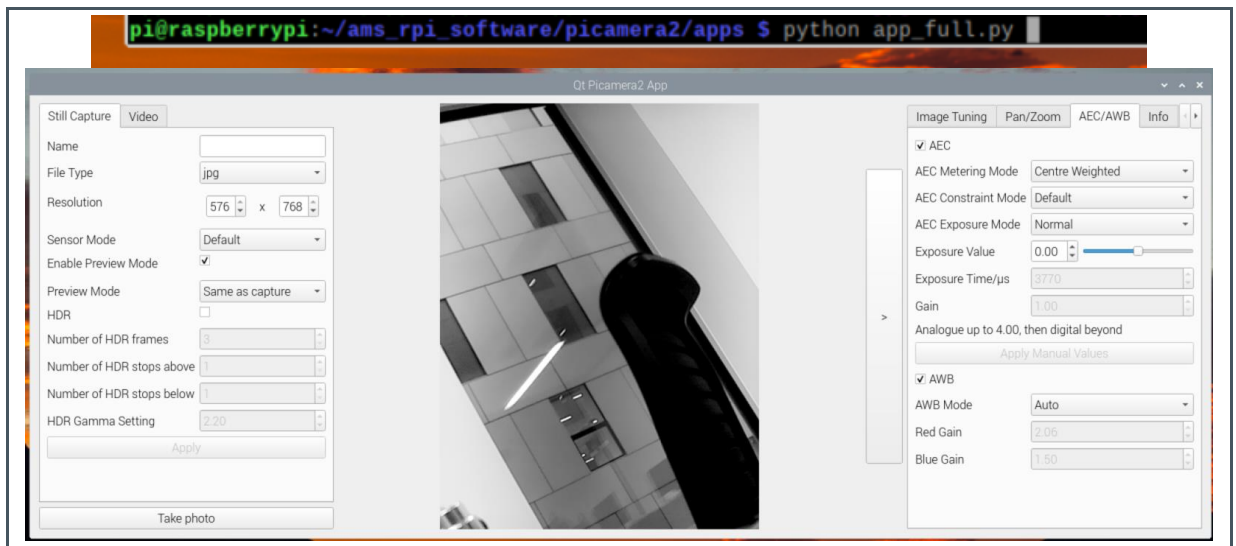 pi@raspberrypi:~/ams_rpi_software/picamera2/apps $ python app_full.py
Qt Picamera2 App
Still Capture Video
Name
File Type jpg
Resolution 576 x 768
Sensor Mode Default
Enable Preview Mode
Preview Mode Same as capture
HDR
Number of HDR frames 3
Number of HDR stops above 1
Number of HDR stops below 1
HDR Gamma Setting 2.20
Apply
Take photo
>
Image Tuning Pan/Zoom AEC/AWB Info
AEC
AEC Metering Mode Centre Weighted
AEC Constraint Mode Default
AEC Exposure Mode Normal
Exposure Value 0.00
Exposure Time/µs 3770
Gain 1.00
Analogue up to 4.00, then digital beyond
Apply Manual Values
AWB
AWB Mode Auto
Red Gain 2.06
Blue Gain 1.50